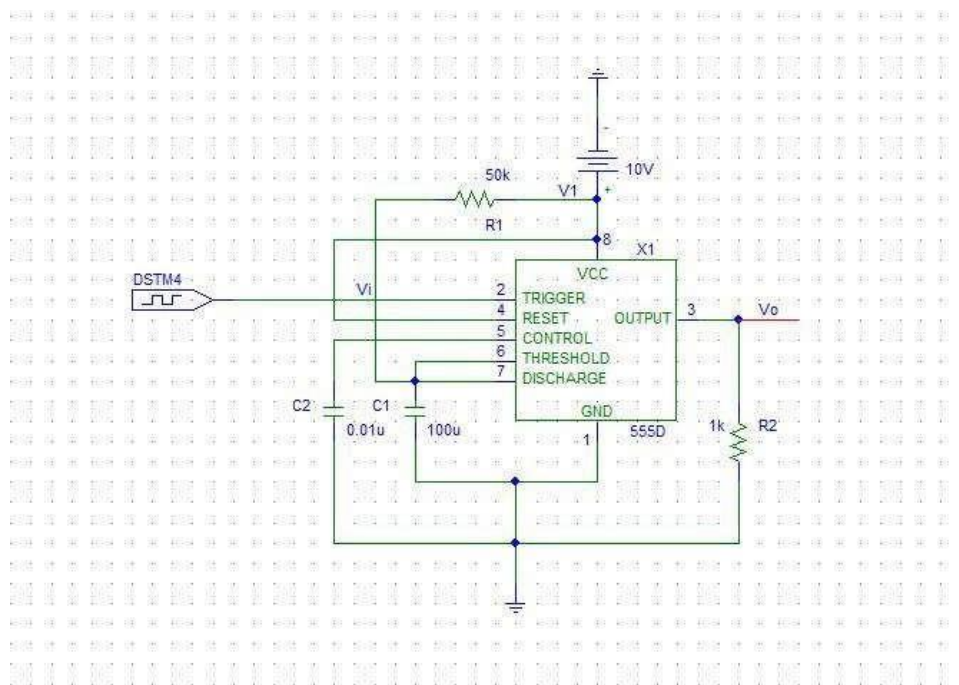 -
10V
50k
V1
+
R1
8
X1
VCC
DSTM4
Vi
2
TRIGGER
4
RESET
OUTPUT
3
Vo
5
CONTROL
6
THRESHOLD
7
DISCHARGE
C2
C1
GND
0.01u
100u
1
555D
1k
R2